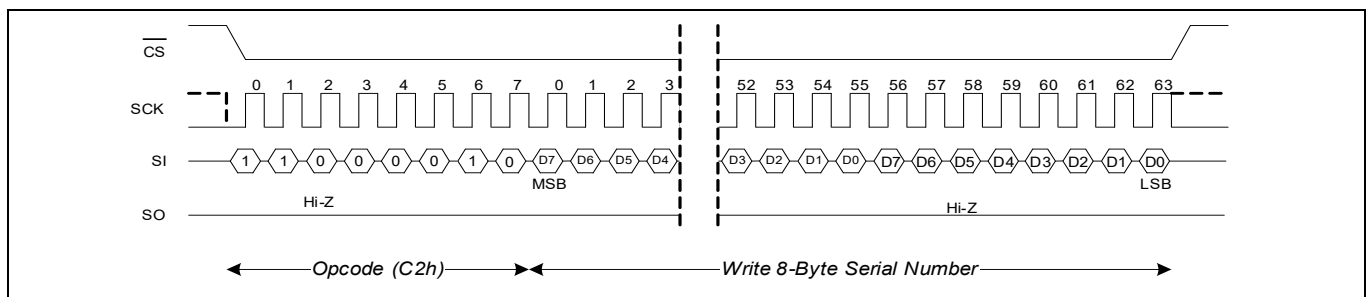 CS
0 1 2 3 4 5 6 7 0 1 2 3 52 53 54 55 56 57 58 59 60 61 62 63
SCK
SI 1 1 0 0 0 0 1 0 D7 D6 D5 D4 D3 D2 D1 D0 D7 D6 D5 D4 D3 D2 D1 D0
MSB LSB
Hi-Z Hi-Z
SO
Opcode (C2h) Write 8-Byte Serial Number